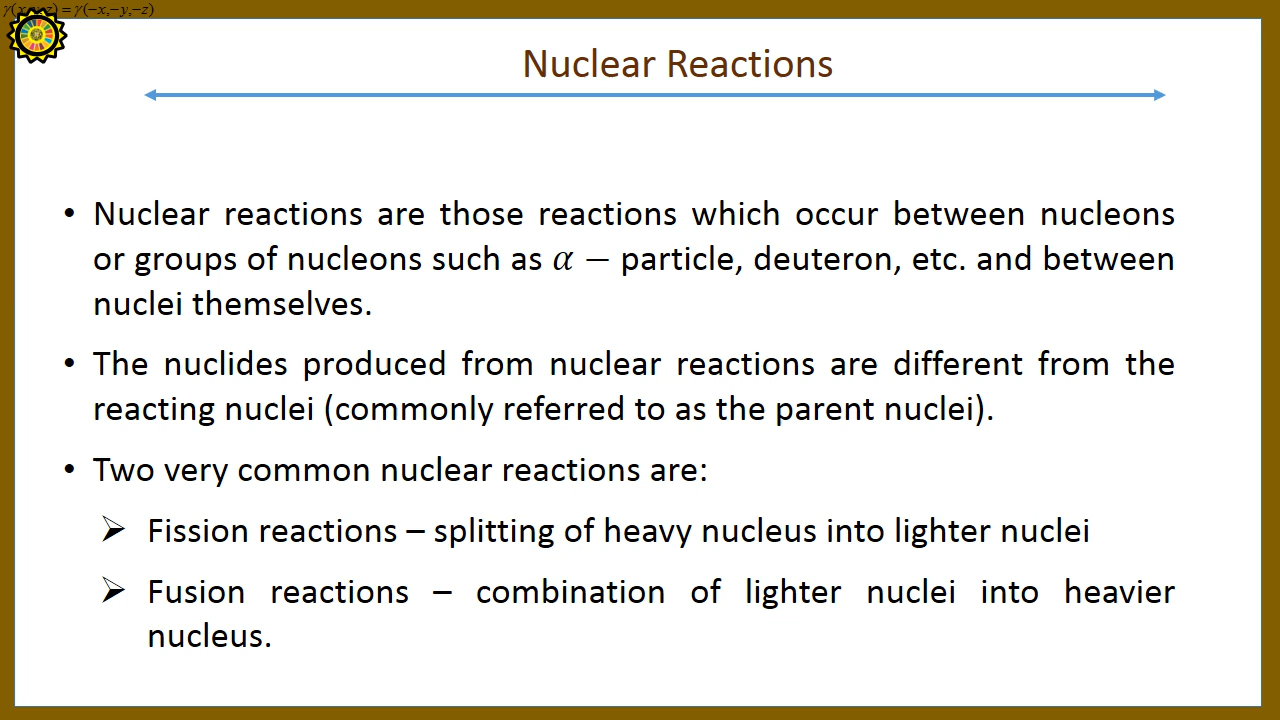 γ(x,y,z) = γ(−x,−y,−z)
Nuclear Reactions
• Nuclear reactions are those reactions which occur between nucleons
or groups of nucleons such as α − particle, deuteron, etc. and between
nuclei themselves.
• The nuclides produced from nuclear reactions are different from the
reacting nuclei (commonly referred to as the parent nuclei).
• Two very common nuclear reactions are:
➢ Fission reactions – splitting of heavy nucleus into lighter nuclei
➢ Fusion reactions – combination of lighter nuclei into heavier
nucleus.